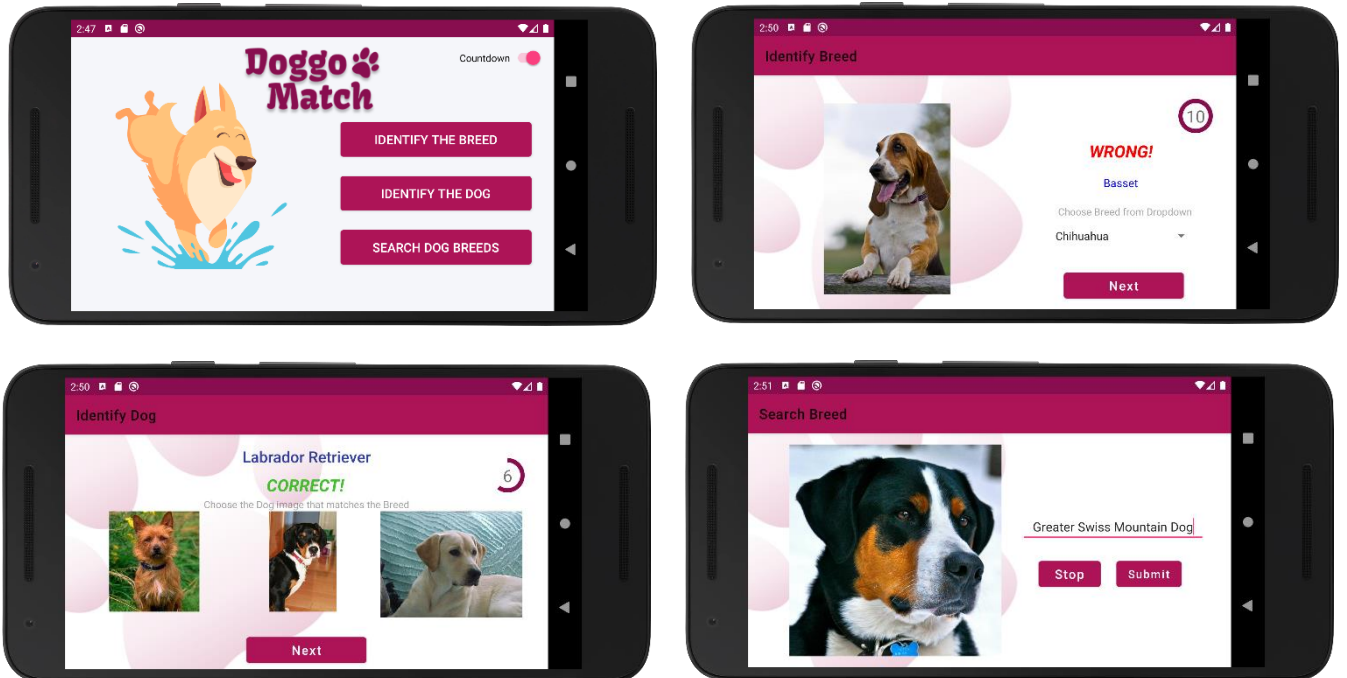 2:47
Doggo
Match
Countdown
IDENTIFY THE BREED
IDENTIFY THE DOG
SEARCH DOG BREEDS
2:50
Identify Breed
10
WRONG!
Basset
Choose Breed from Dropdown
Chihuahua
Next
2:50
Identify Dog
Labrador Retriever
6
CORRECT!
Choose the Dog image that matches the Breed
Next
2:51
Search Breed
Greater Swiss Mountain Dog
Stop Submit